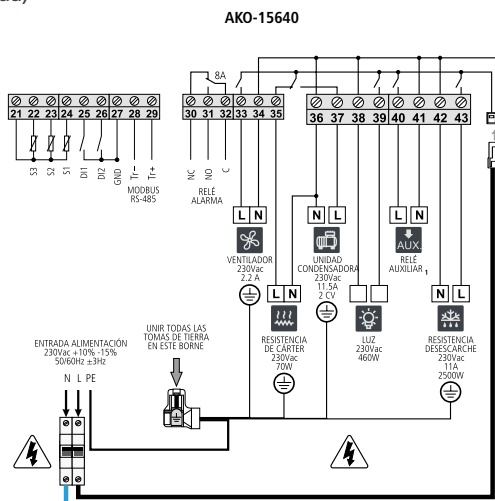 AKO-15640
8A
21 22 23 24 25 26 27 28 29
30 31 32 33 34 35
36 37 38 39 40 41 42 43
S3 S2 S1 DI1 DI2 GND Tr− Tr+
MODBUS
RS-485
NC NO C
RELÉ
ALARMA
L N
VENTILADOR
230Vac
2.2 A
N L
UNIDAD
CONDENSADORA
230Vac
11.5A
2 CV
L N
AUX.
RELÉ
AUXILIAR 1
L N
RESISTENCIA
DE CÁRTER
230Vac
70W
LUZ
230Vac
460W
N L
RESISTENCIA
DESESCARCHE
230Vac
11A
2500W
UNIR TODAS LAS
TOMAS DE TIERRA
EN ESTE BORNE
ENTRADA ALIMENTACIÓN
230Vac +10% -15%
50/60Hz ±3Hz
N L PE